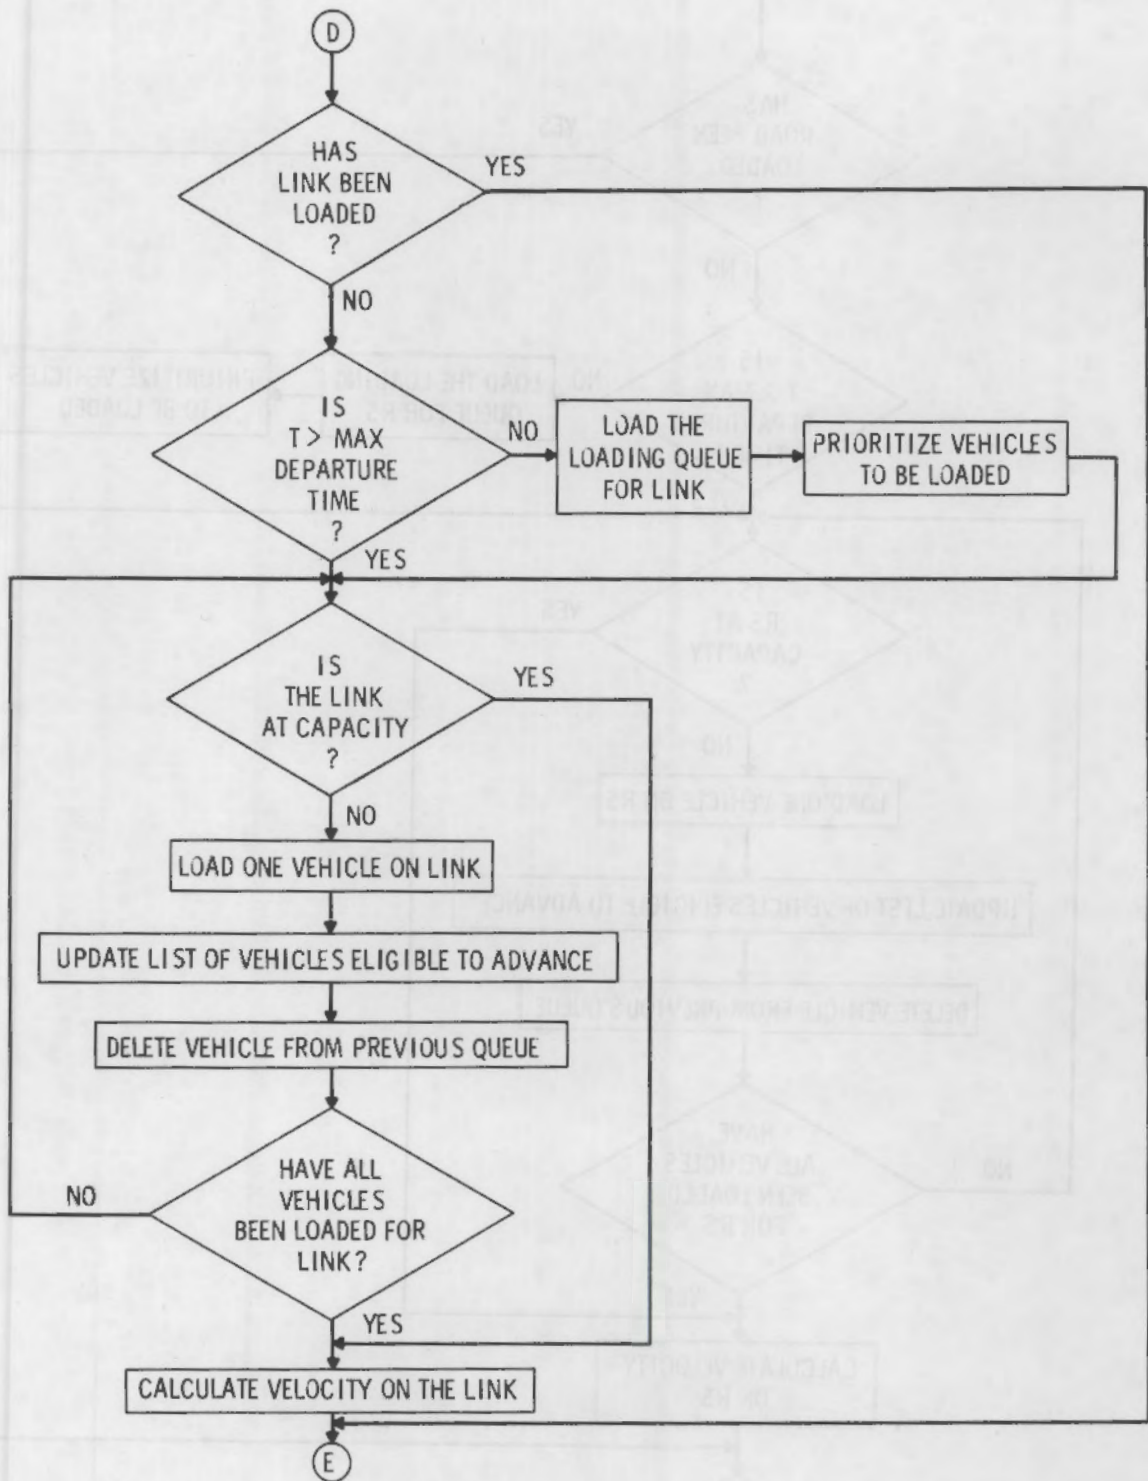 D
HAS
LINK BEEN
LOADED
?
YES
NO
IS
T > MAX
DEPARTURE
TIME
?
NO
LOAD THE
LOADING QUEUE
FOR LINK
PRIORITIZE VEHICLES
TO BE LOADED
YES
IS
THE LINK
AT CAPACITY
?
YES
NO
LOAD ONE VEHICLE ON LINK
UPDATE LIST OF VEHICLES ELIGIBLE TO ADVANCE
DELETE VEHICLE FROM PREVIOUS QUEUE
HAVE ALL
VEHICLES
BEEN LOADED FOR
LINK?
NO
YES
CALCULATE VELOCITY ON THE LINK
E